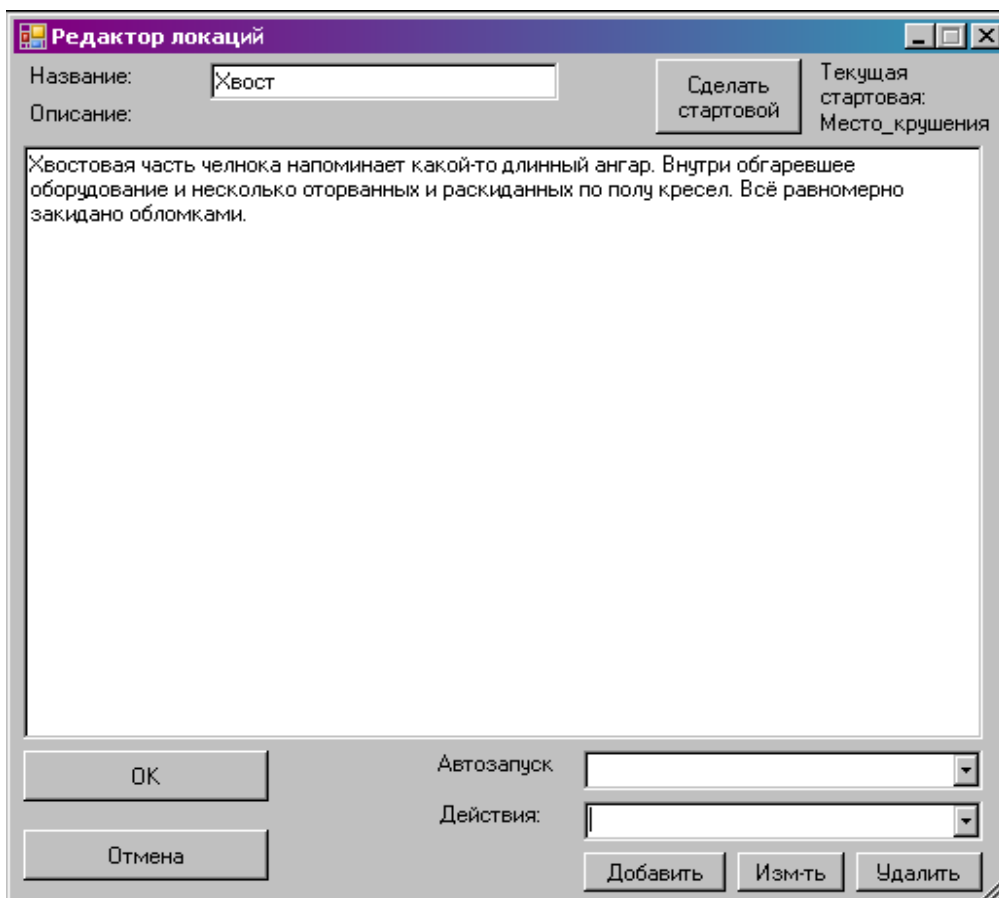 Редактор локаций
Название:
Хвост
Сделать
стартовой
Текущая
стартовая:
Место_крушения
Описание:
Хвостовая часть челнока напоминает какой-то длинный ангар. Внутри обгаревшее
оборудование и несколько оторванных и раскиданных по полу кресел. Всё равномерно
закидано обломками.
OK
Автозапуск
Действия:
Отмена
Добавить
Изм-ть
Удалить